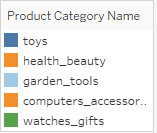 Product Category Name
toys
health_beauty
garden_tools
computers_accessor..
watches_gifts